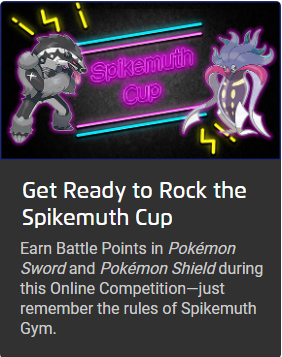 Spikemuth
Cup
Get Ready to Rock the
Spikemuth Cup
Earn Battle Points in Pokémon
Sword and Pokémon Shield during
this Online Competition—just
remember the rules of Spikemuth
Gym.